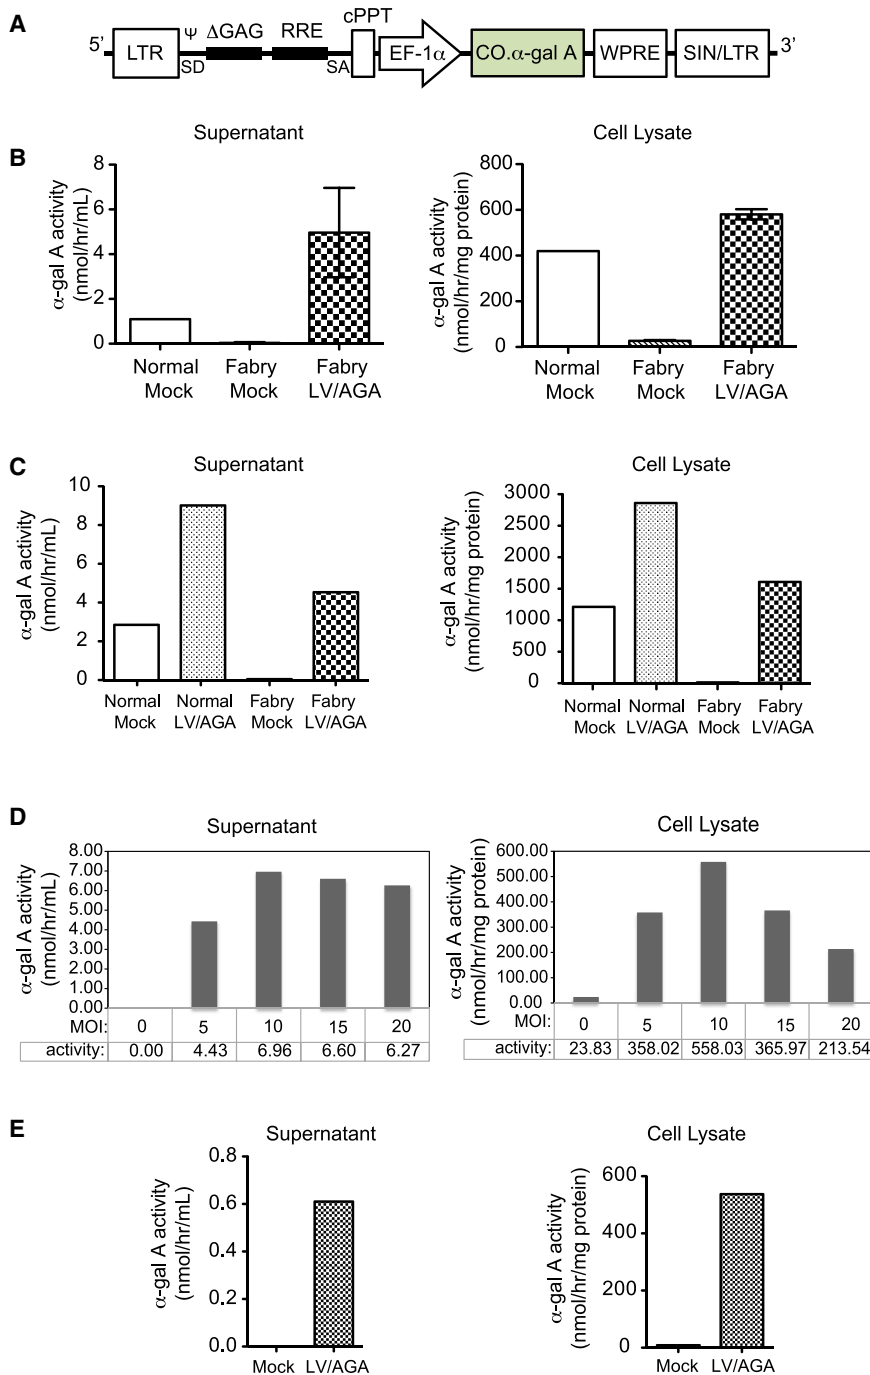 A
5′ LTR Ψ SD ΔGAG RRE SA cPPT EF-1α CO.α-gal A WPRE SIN/LTR 3′
B
Supernatant
α-gal A activity
(nmol/hr/mL)
8
6
4
2
0
Normal Mock
Fabry Mock
Fabry LV/AGA
Cell Lysate
α-gal A activity
(nmol/hr/mg protein)
800
600
400
200
0
Normal Mock
Fabry Mock
Fabry LV/AGA
C
Supernatant
α-gal A activity
(nmol/hr/mL)
10
8
6
4
2
0
Normal Mock
Normal LV/AGA
Fabry Mock
Fabry LV/AGA
Cell Lysate
α-gal A activity
(nmol/hr/mg protein)
3000
2500
2000
1500
1000
500
0
Normal Mock
Normal LV/AGA
Fabry Mock
Fabry LV/AGA
D
Supernatant
α-gal A activity
(nmol/hr/mL)
8.00
7.00
6.00
5.00
4.00
3.00
2.00
1.00
0.00
MOI: 0 5 10 15 20
activity: 0.00 4.43 6.96 6.60 6.27
Cell Lysate
α-gal A activity
(nmol/hr/mg protein)
600.00
500.00
400.00
300.00
200.00
100.00
0.00
MOI: 0 5 10 15 20
activity: 23.83 358.02 558.03 365.97 213.54
E
Supernatant
α-gal A activity
(nmol/hr/mL)
0.8
0.6
0.4
0.2
0.0
Mock LV/AGA
Cell Lysate
α-gal A activity
(nmol/hr/mg protein)
600
400
200
0
Mock LV/AGA